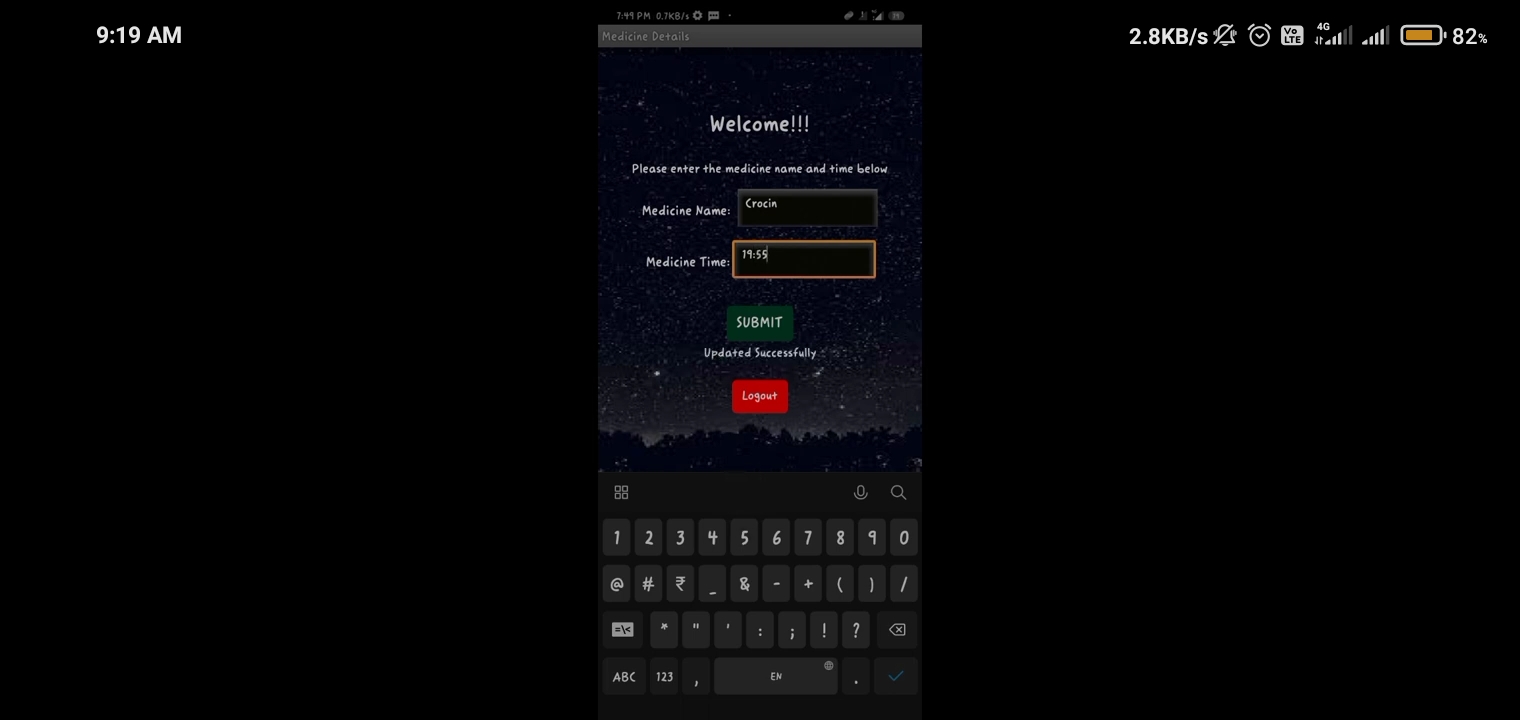 9:19 AM
2.8KB/s
Vo LTE
4G
82%
7:49 PM 0.7KB/s
Medicine Details
Welcome!!!
Please enter the medicine name and time below
Medicine Name: Crocin
Medicine Time: 19:55
SUBMIT
Updated Successfully
Logout
1 2 3 4 5 6 7 8 9 0
@ # ₹ _ & - + ( ) /
=\< * " ' : ; ! ?
ABC 123 , EN .